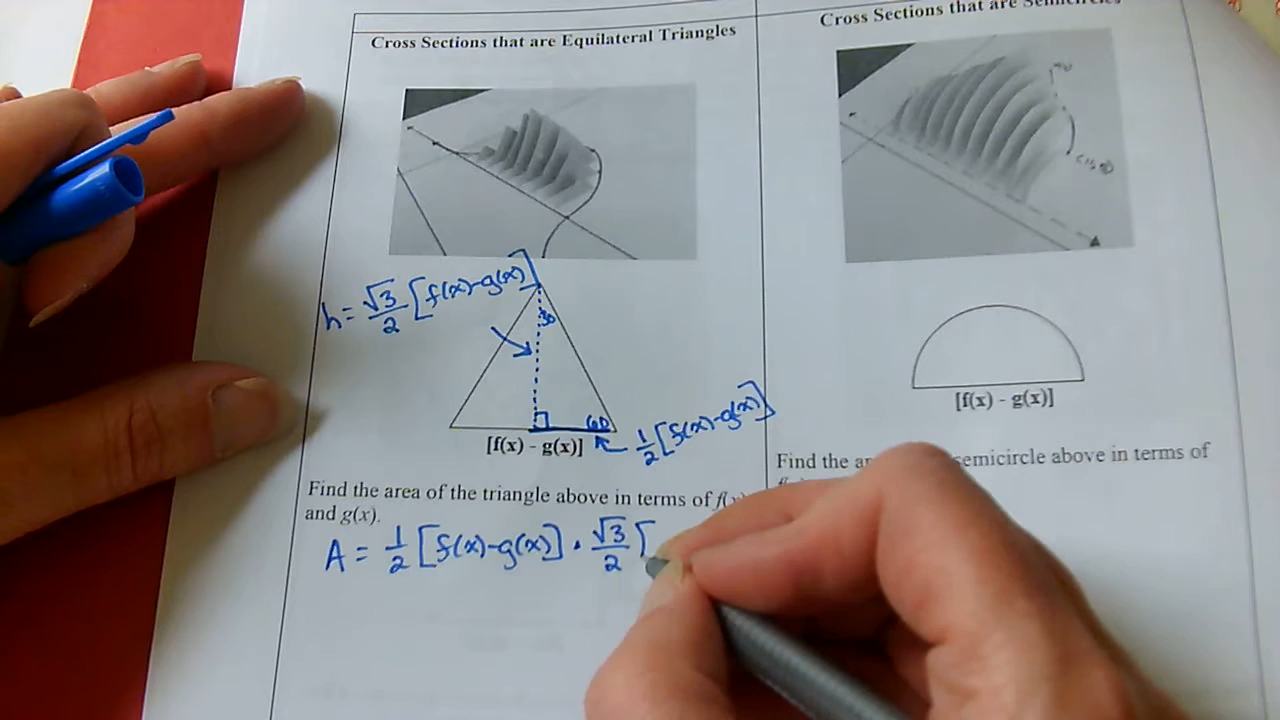 Cross Sections that are Equilateral Triangles
h = √3/2 [f(x)-g(x)]
30
60
[f(x) - g(x)]
1/2 [f(x)-g(x)]
Find the area of the triangle above in terms of f(x)
and g(x).
A = 1/2 [f(x)-g(x)] · √3/2 [
Cross Sections that are Semicircles
[f(x) - g(x)]
Find the ar semicircle above in terms of